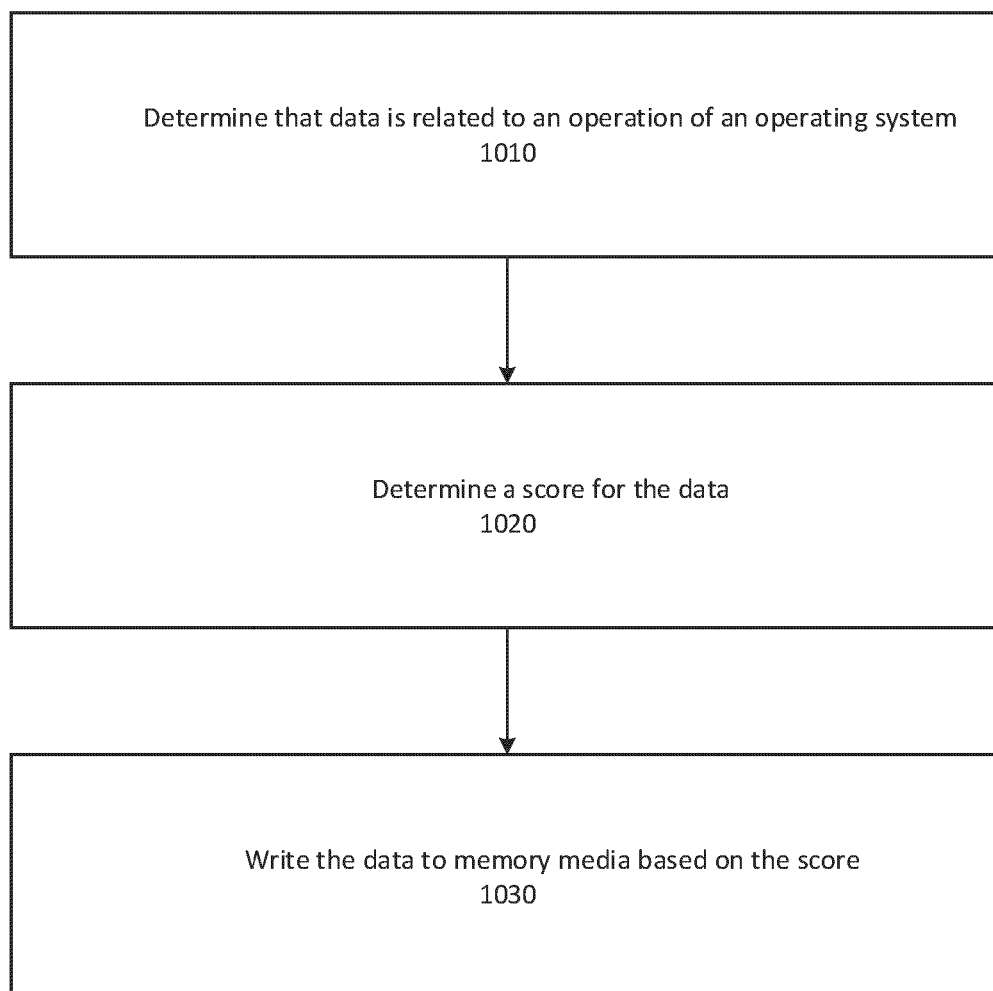 Determine that data is related to an operation of an operating system
1010
Determine a score for the data
1020
Write the data to memory media based on the score
1030